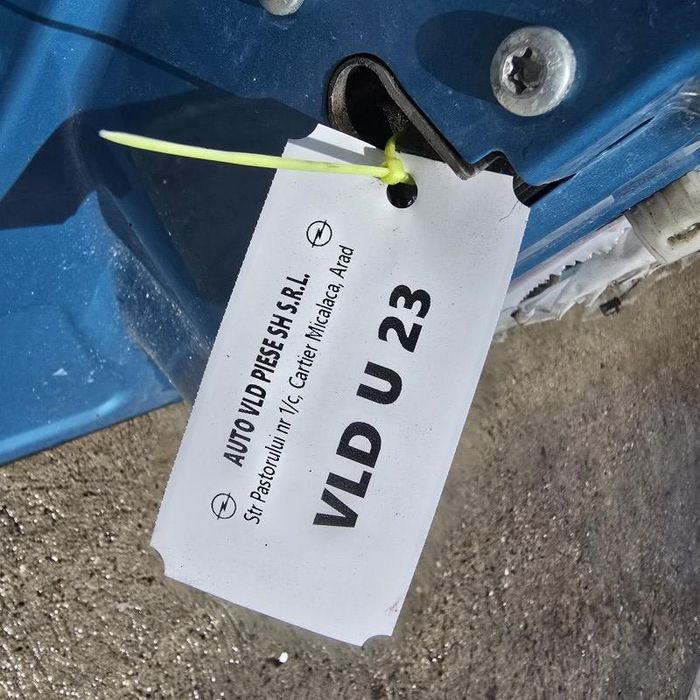 AUTO VLD PIESE SH S.R.L.
Str Pastorului nr 1/c, Cartier Micalaca, Arad
VLD U 23